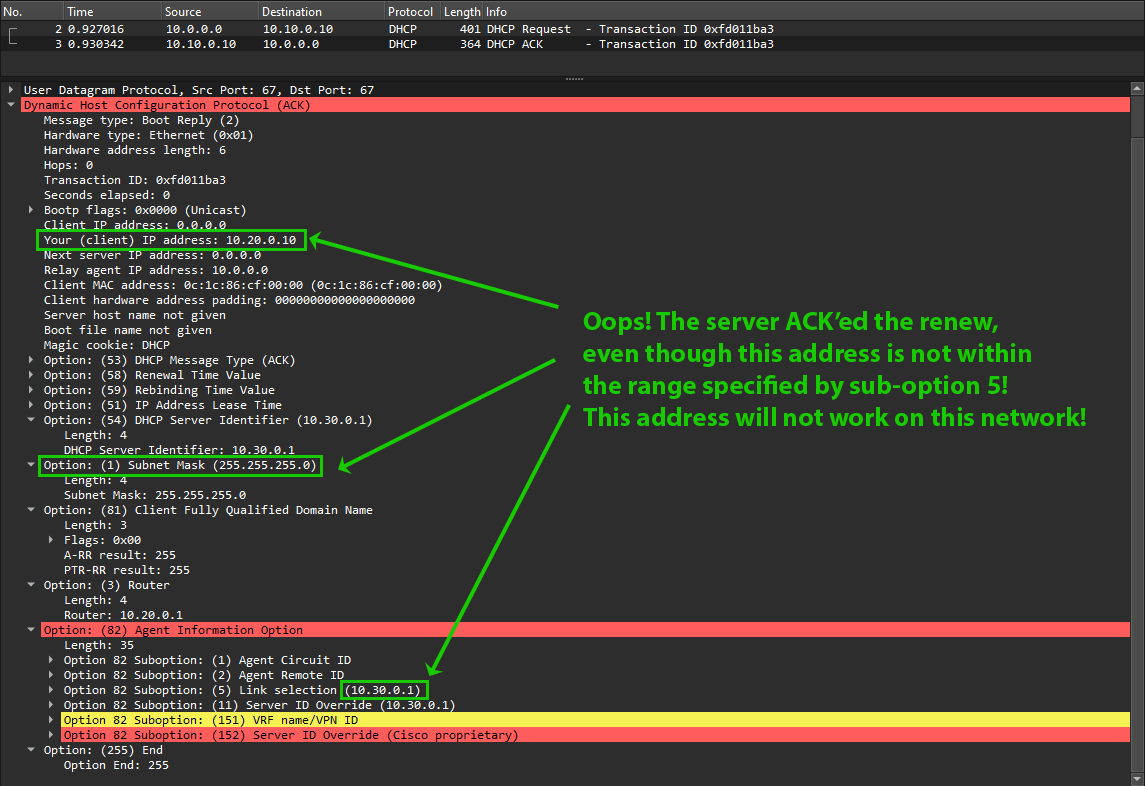 No. Time Source Destination Protocol Length Info
2 0.927016 10.0.0.0 10.10.0.10 DHCP 401 DHCP Request - Transaction ID 0xfd011ba3
3 0.930342 10.10.0.10 10.0.0.0 DHCP 364 DHCP ACK - Transaction ID 0xfd011ba3
User Datagram Protocol, Src Port: 67, Dst Port: 67
Dynamic Host Configuration Protocol (ACK)
Message type: Boot Reply (2)
Hardware type: Ethernet (0x01)
Hardware address length: 6
Hops: 0
Transaction ID: 0xfd011ba3
Seconds elapsed: 0
Bootp flags: 0x0000 (Unicast)
Client IP address: 0.0.0.0
Your (client) IP address: 10.20.0.10
Next server IP address: 0.0.0.0
Relay agent IP address: 10.0.0.0
Client MAC address: 0c:1c:86:cf:00:00 (0c:1c:86:cf:00:00)
Client hardware address padding: 00000000000000000000
Server host name not given
Boot file name not given
Magic cookie: DHCP
Option: (53) DHCP Message Type (ACK)
Option: (58) Renewal Time Value
Option: (59) Rebinding Time Value
Option: (51) IP Address Lease Time
Option: (54) DHCP Server Identifier (10.30.0.1)
Length: 4
DHCP Server Identifier: 10.30.0.1
Option: (1) Subnet Mask (255.255.255.0)
Length: 4
Subnet Mask: 255.255.255.0
Option: (81) Client Fully Qualified Domain Name
Length: 3
Flags: 0x00
A-RR result: 255
PTR-RR result: 255
Option: (3) Router
Length: 4
Router: 10.20.0.1
Option: (82) Agent Information Option
Length: 35
Option 82 Suboption: (1) Agent Circuit ID
Option 82 Suboption: (2) Agent Remote ID
Option 82 Suboption: (5) Link selection (10.30.0.1)
Option 82 Suboption: (11) Server ID Override (10.30.0.1)
Option 82 Suboption: (151) VRF name/VPN ID
Option 82 Suboption: (152) Server ID Override (Cisco proprietary)
Option: (255) End
Option End: 255
Oops! The server ACK’ed the renew,
even though this address is not within
the range specified by sub-option 5!
This address will not work on this network!